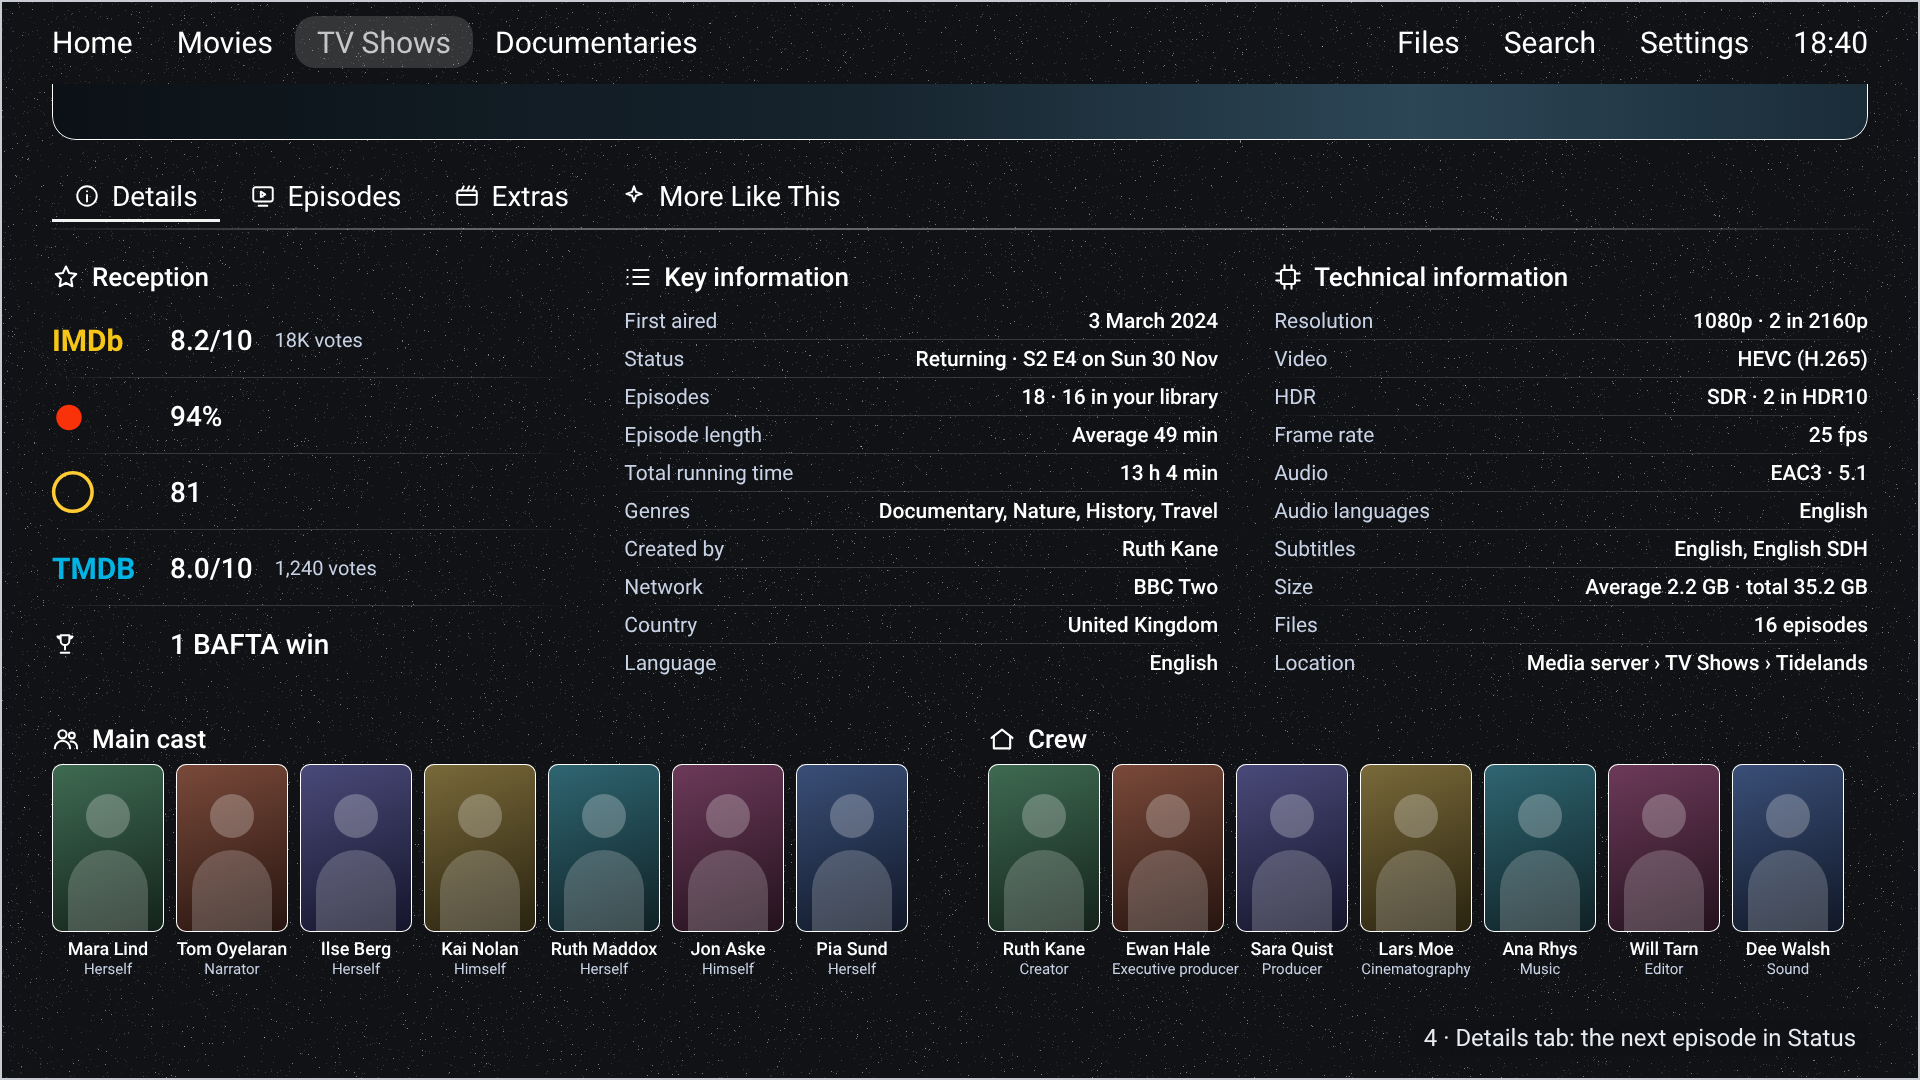 Home Movies TV Shows Documentaries Files Search Settings 18:40
Details Episodes Extras More Like This
Reception
IMDb 8.2/10 18K votes
94%
81
TMDB 8.0/10 1,240 votes
1 BAFTA win
Key information
First aired 3 March 2024
Status Returning · S2 E4 on Sun 30 Nov
Episodes 18 · 16 in your library
Episode length Average 49 min
Total running time 13 h 4 min
Genres Documentary, Nature, History, Travel
Created by Ruth Kane
Network BBC Two
Country United Kingdom
Language English
Technical information
Resolution 1080p · 2 in 2160p
Video HEVC (H.265)
HDR SDR · 2 in HDR10
Frame rate 25 fps
Audio EAC3 · 5.1
Audio languages English
Subtitles English, English SDH
Size Average 2.2 GB · total 35.2 GB
Files 16 episodes
Location Media server › TV Shows › Tidelands
Main cast
Mara Lind Tom Oyelaran Ilse Berg Kai Nolan Ruth Maddox Jon Aske Pia Sund
Herself Narrator Herself Himself Herself Himself Herself
Crew
Ruth Kane Ewan Hale Sara Quist Lars Moe Ana Rhys Will Tarn Dee Walsh
Creator Executive producer Producer Cinematography Music Editor Sound
4 · Details tab: the next episode in Status